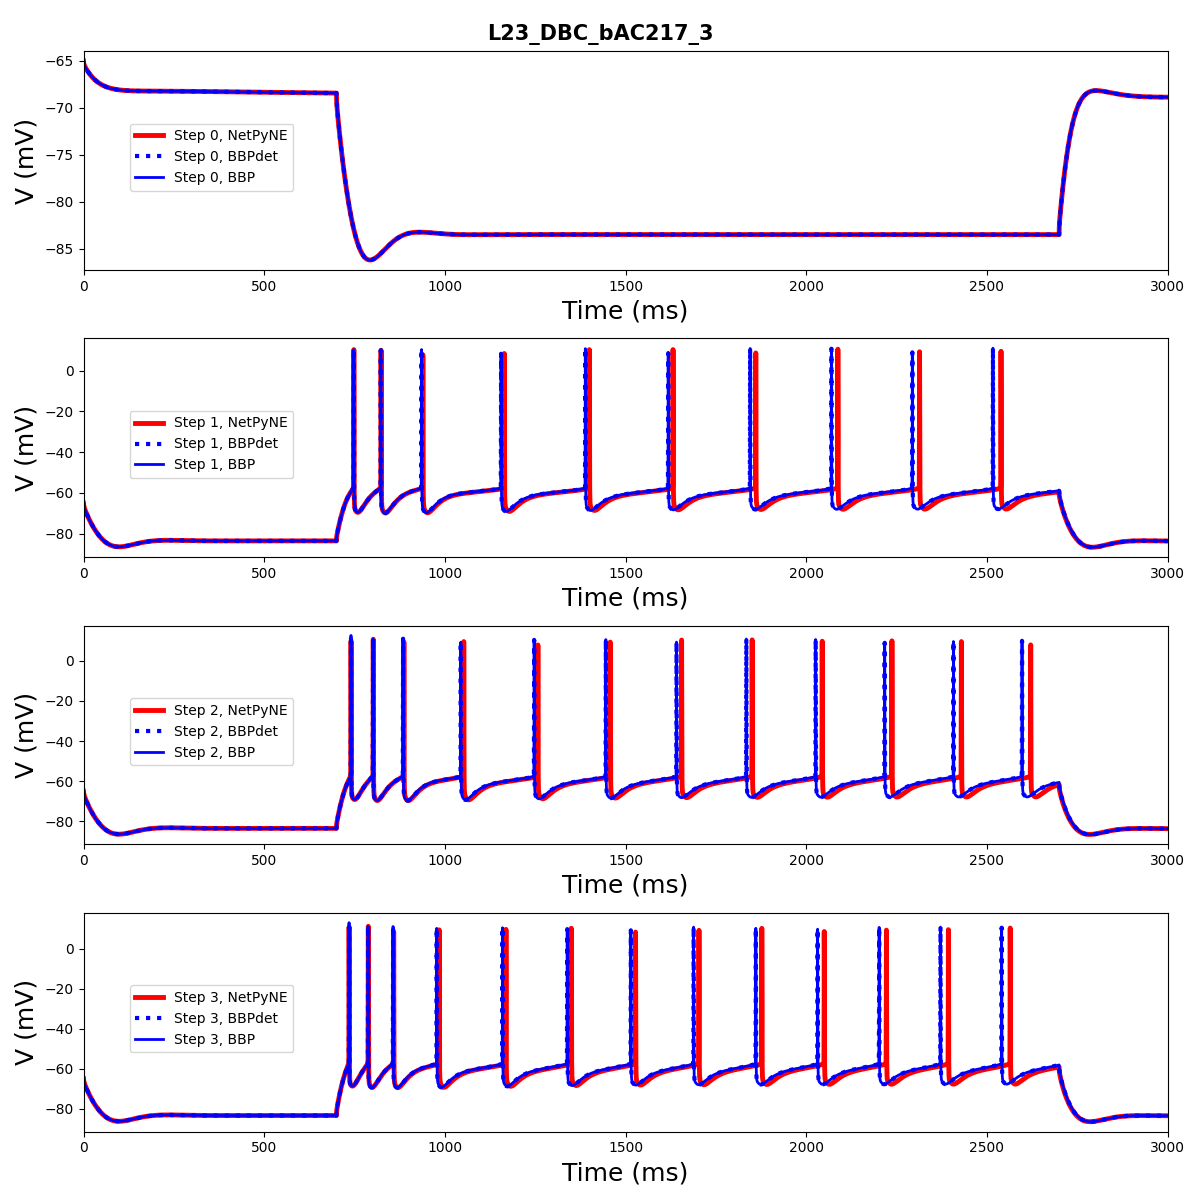 L23_DBC_bAC217_3
−65
−70
−75
−80
−85
V (mV)
Step 0, NetPyNE
Step 0, BBPdet
Step 0, BBP
0 500 1000 1500 2000 2500 3000
Time (ms)
0
−20
−40
−60
−80
V (mV)
Step 1, NetPyNE
Step 1, BBPdet
Step 1, BBP
0 500 1000 1500 2000 2500 3000
Time (ms)
0
−20
−40
−60
−80
V (mV)
Step 2, NetPyNE
Step 2, BBPdet
Step 2, BBP
0 500 1000 1500 2000 2500 3000
Time (ms)
0
−20
−40
−60
−80
V (mV)
Step 3, NetPyNE
Step 3, BBPdet
Step 3, BBP
0 500 1000 1500 2000 2500 3000
Time (ms)